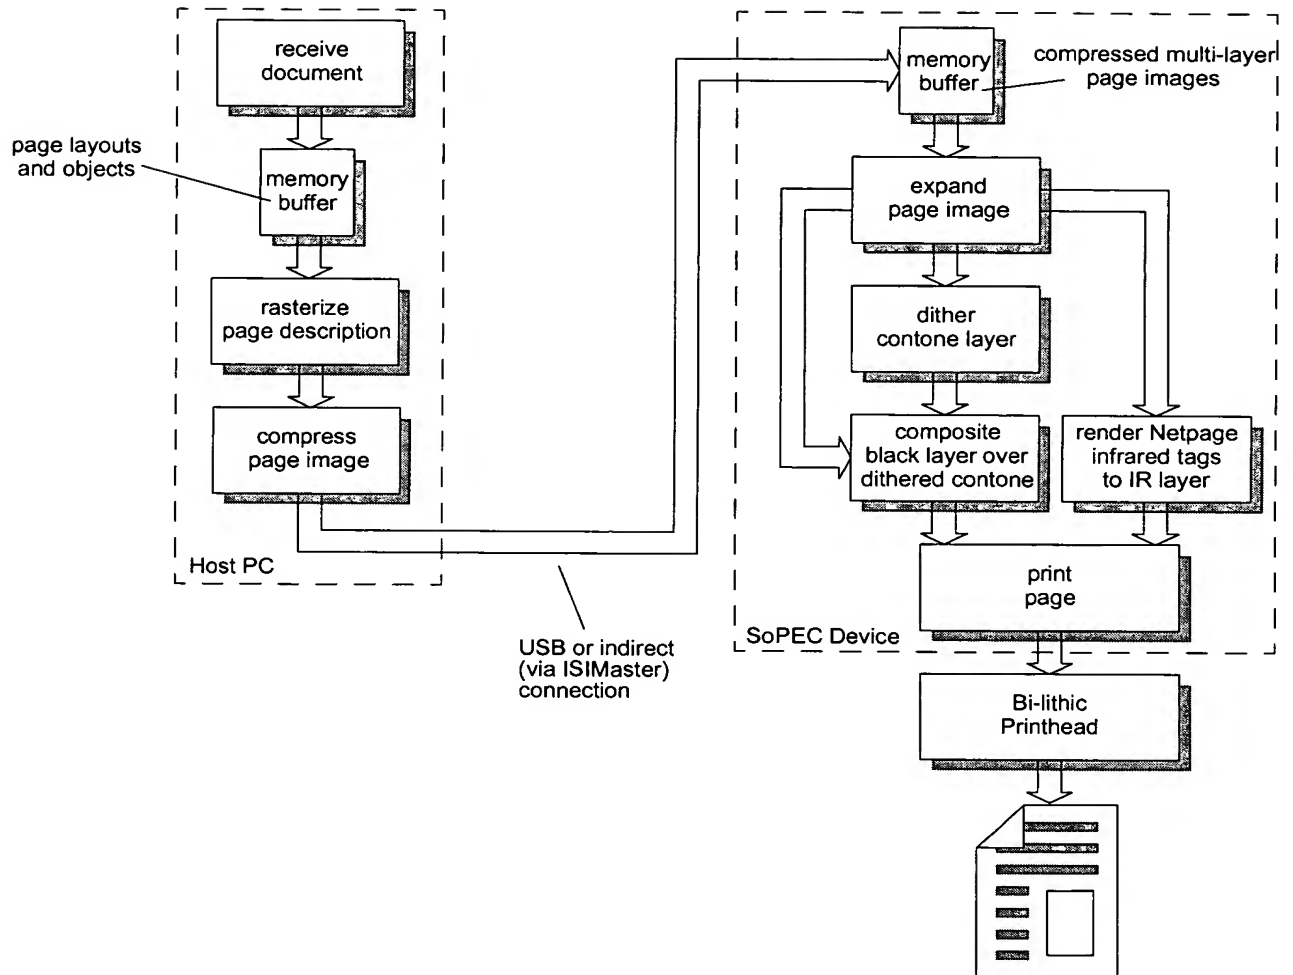 receive
document
page layouts
and objects
memory
buffer
rasterize
page description
compress
page image
Host PC
USB or indirect
(via ISIMaster)
connection
memory
buffer
compressed multi-layer
page images
expand
page image
dither
contone layer
composite
black layer over
dithered contone
render Netpage
infrared tags
to IR layer
print
page
SoPEC Device
Bi-lithic
Printhead